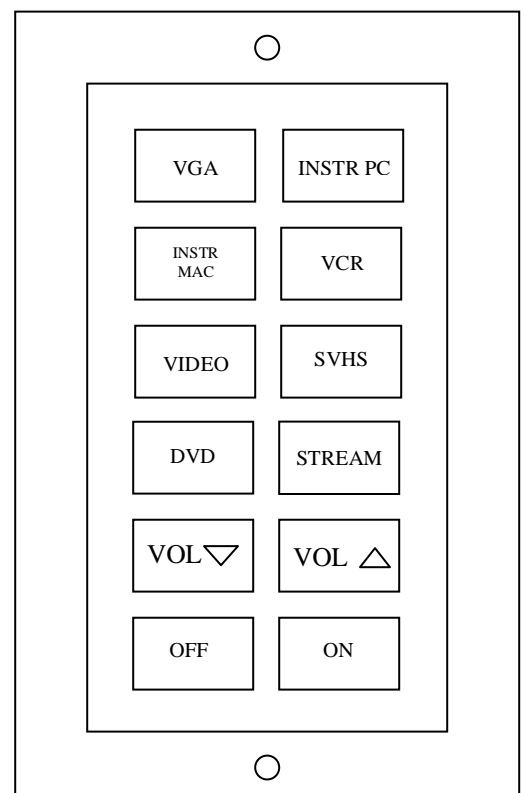 VGA
INSTR PC
INSTR
MAC
VCR
VIDEO
SVHS
DVD
STREAM
VOL
VOL
OFF
ON